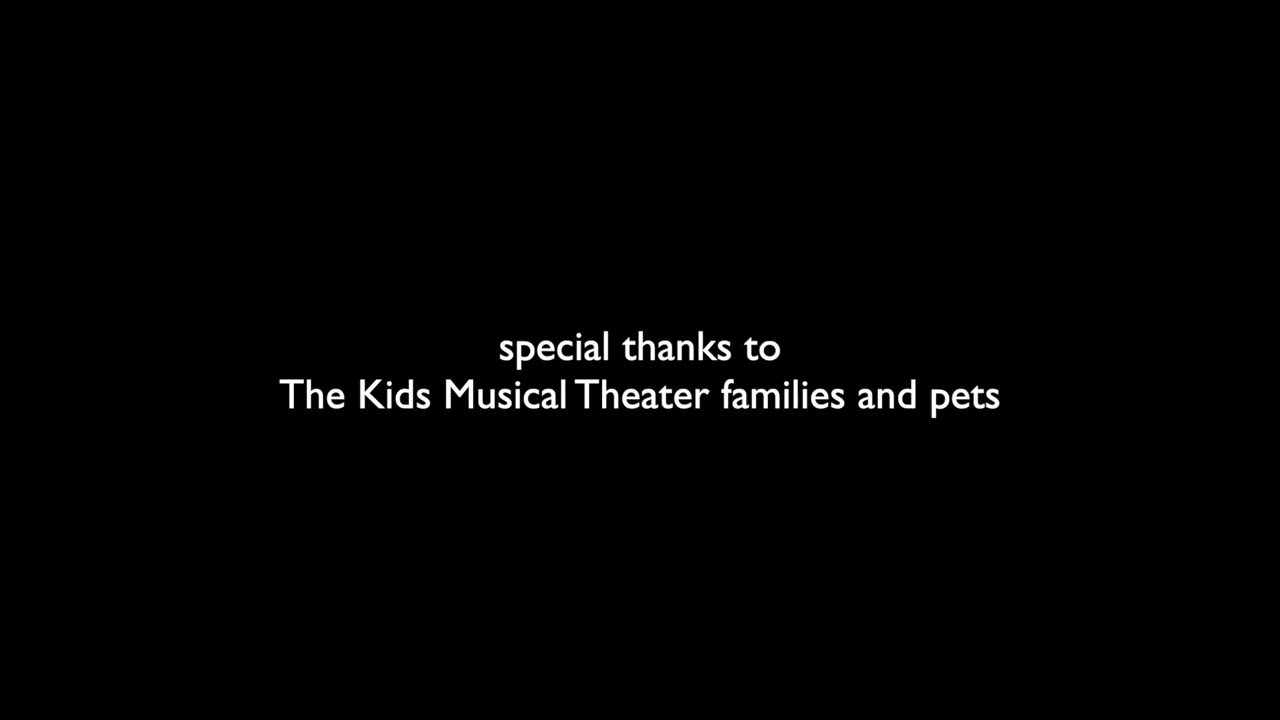 special thanks to
The Kids Musical Theater families and pets